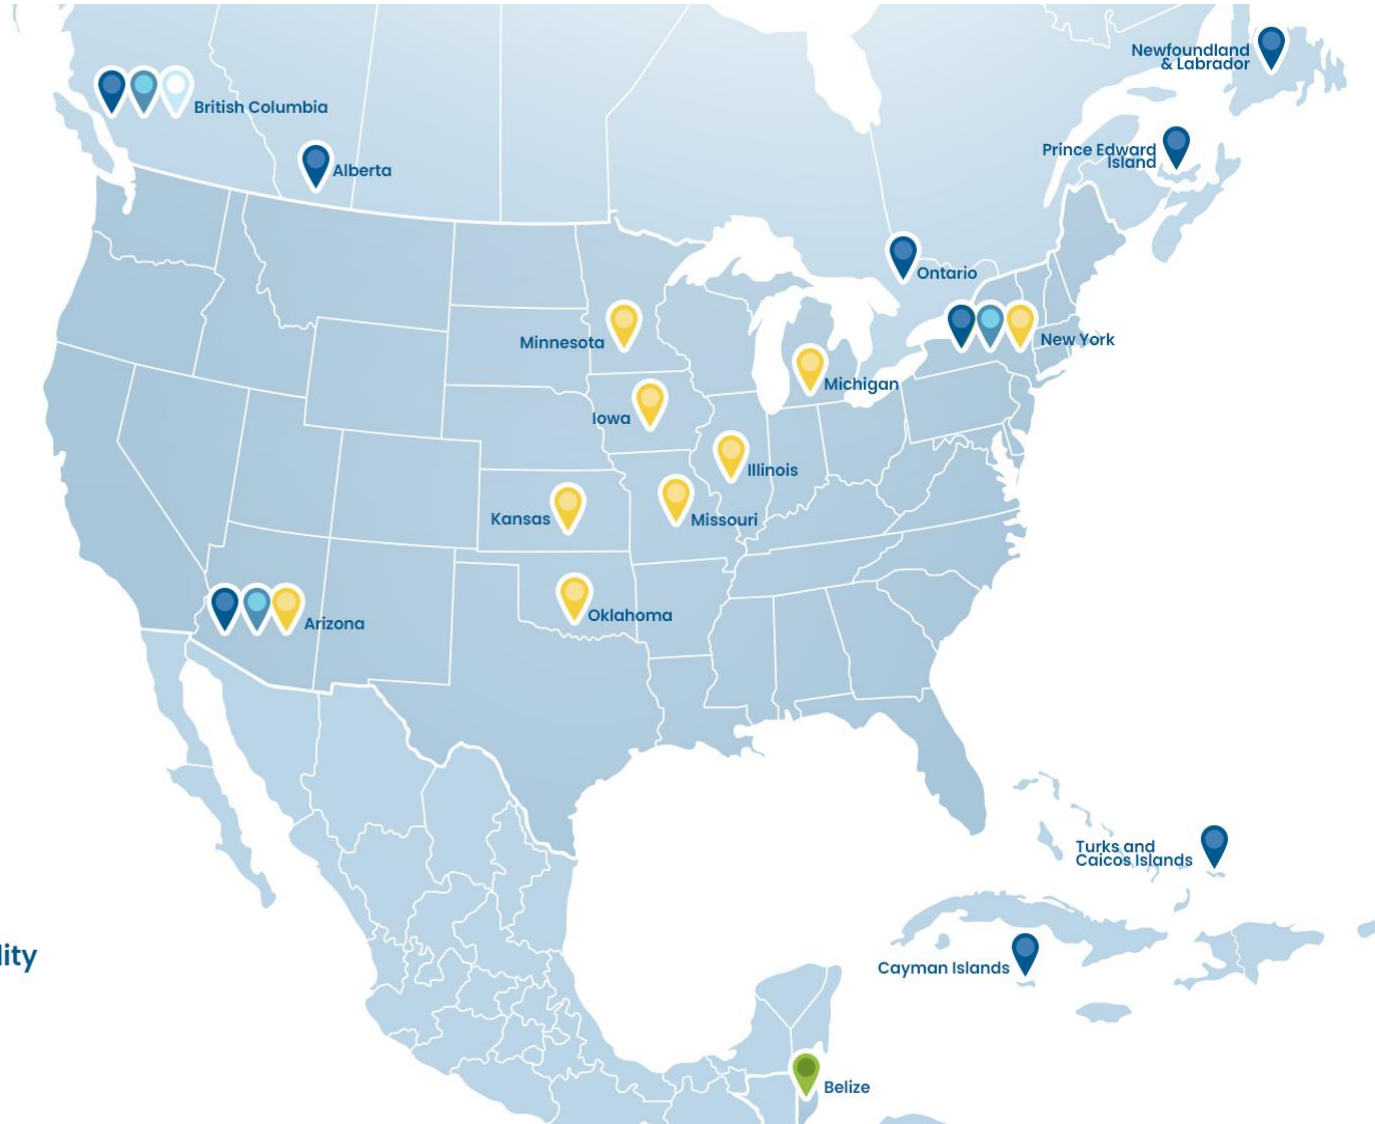 Newfoundland
& Labrador
British Columbia
Prince Edward
Island
Alberta
Ontario
Minnesota
New York
Michigan
Iowa
Illinois
Kansas
Missouri
Oklahoma
Arizona
Turks and
Caicos Islands
lity
Cayman Islands
Belize